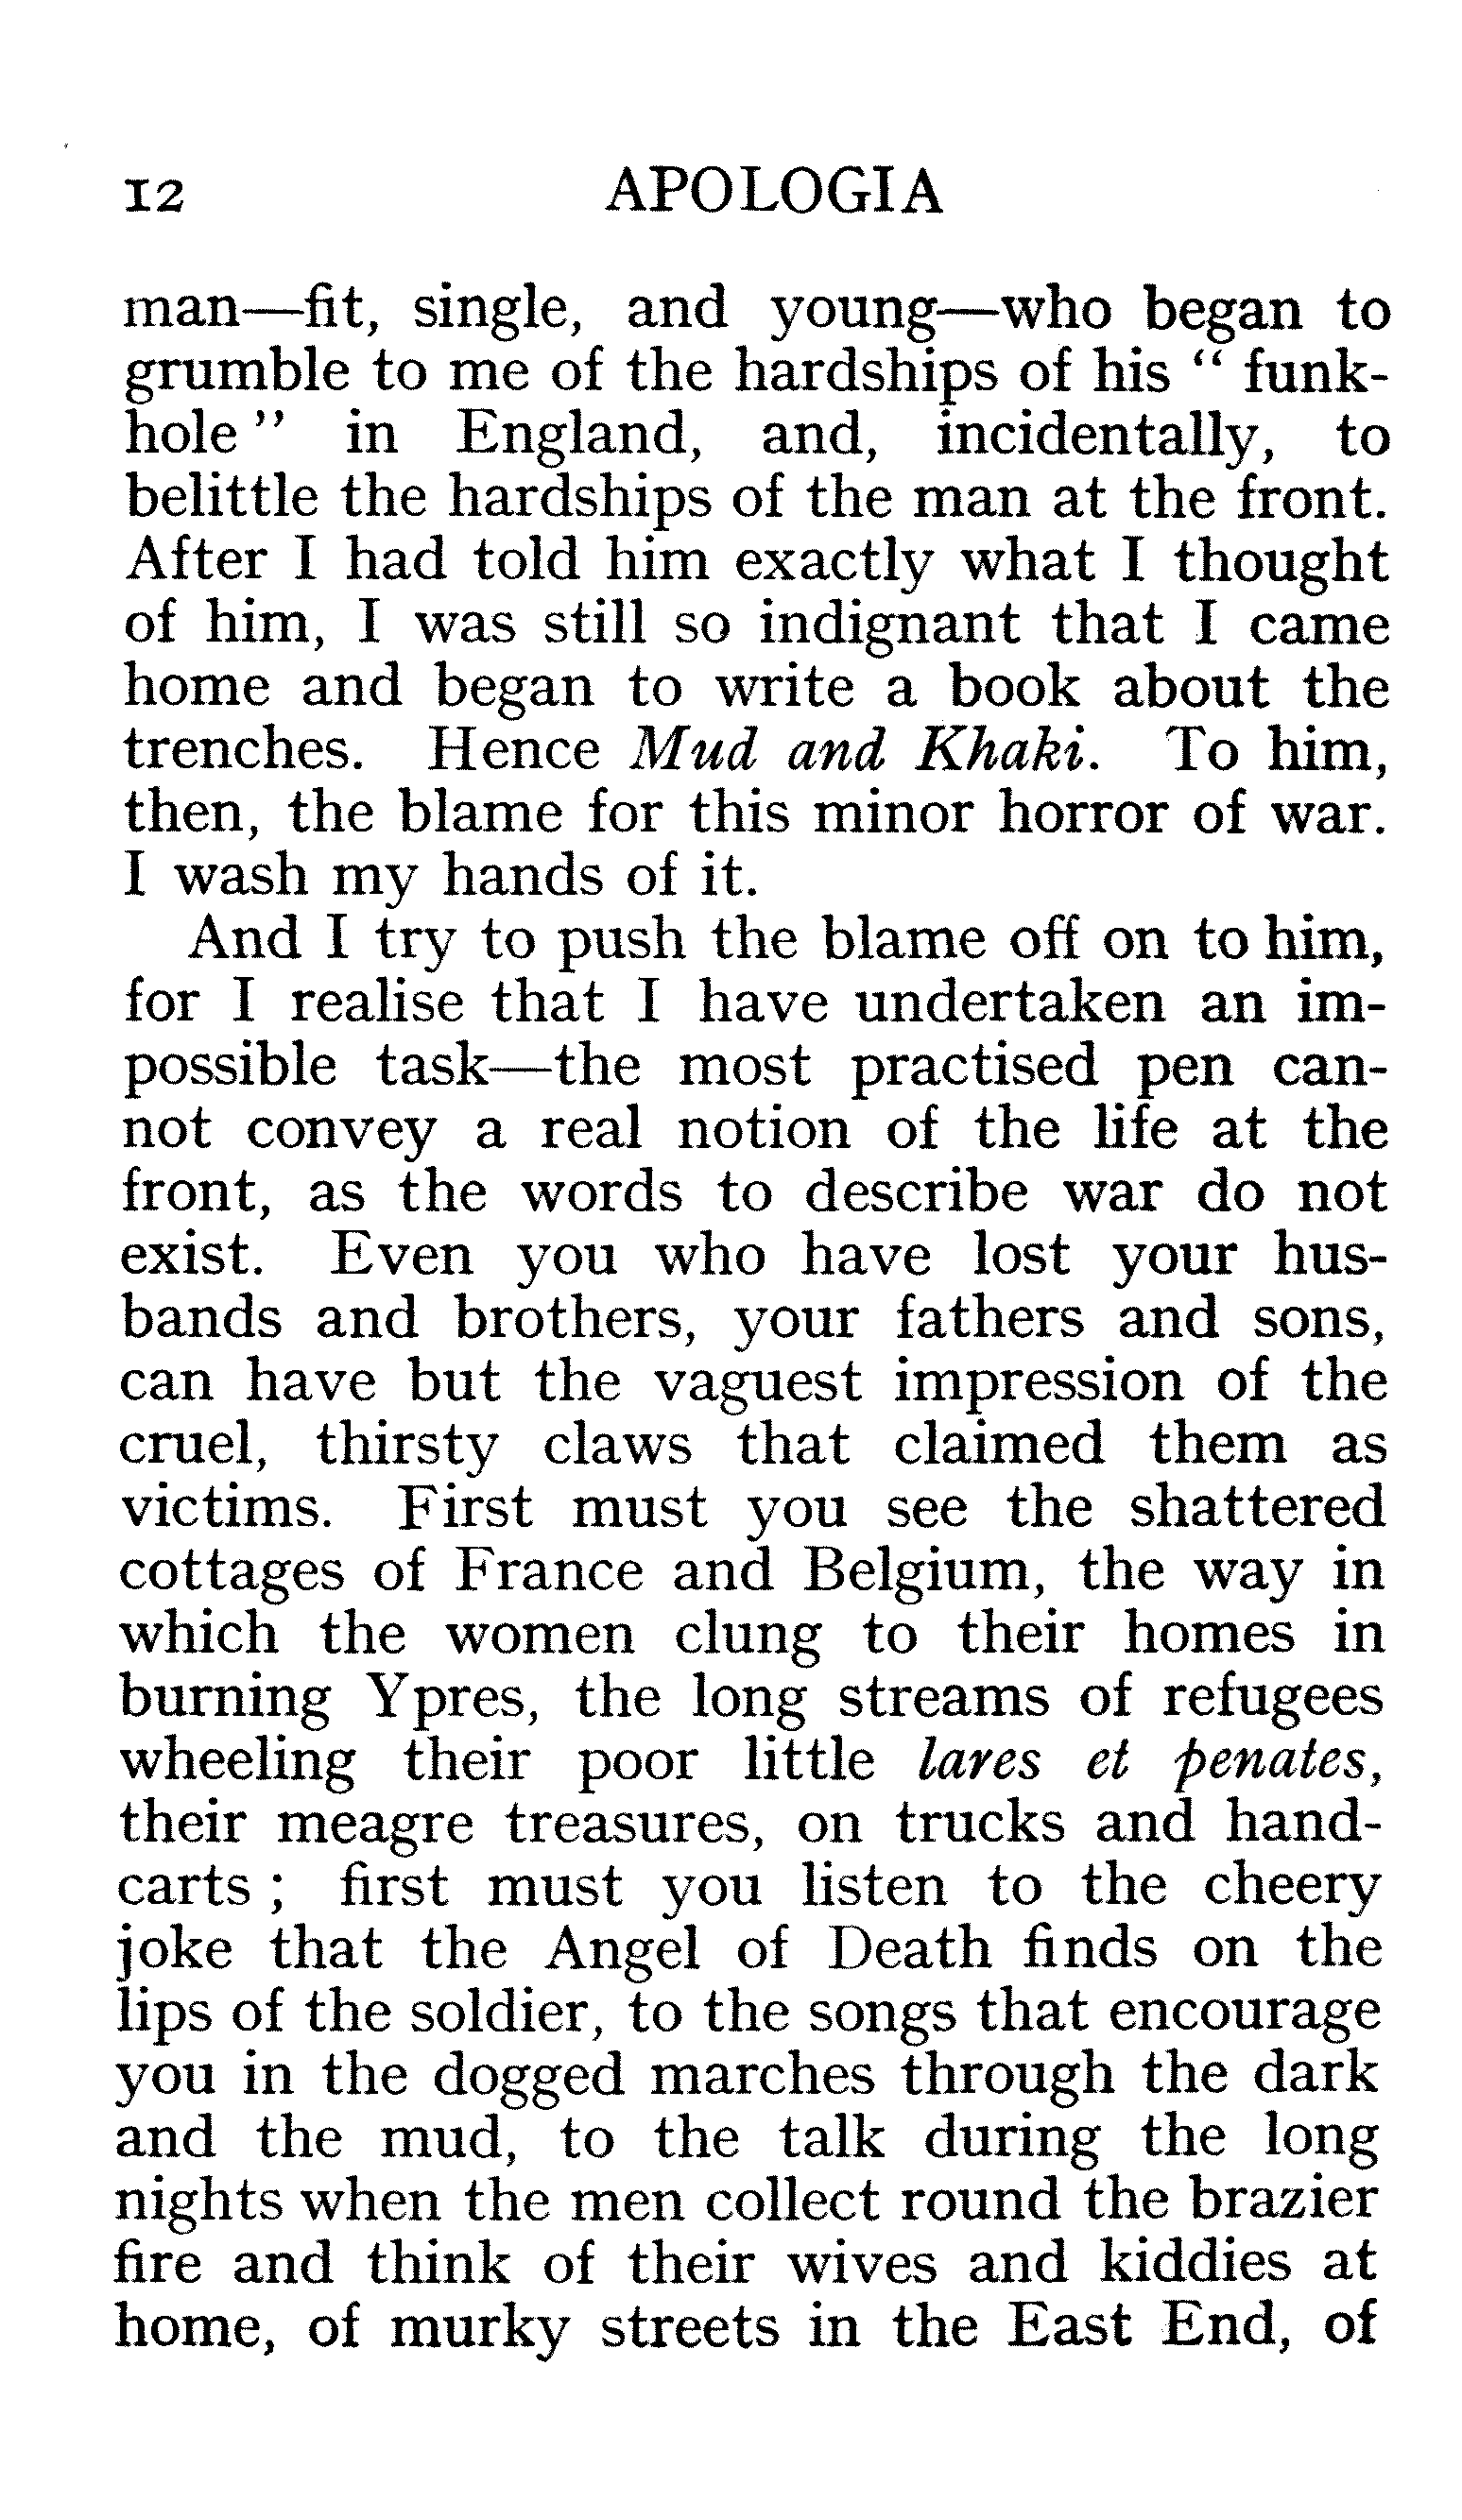 12 APOLOGIA
man—fit, single, and young—who began to
grumble to me of the hardships of his “ funk-
hole ” in England, and, incidentally, to
belittle the hardships of the man at the front.
After I had told him exactly what I thought
of him, I was still so indignant that I came
home and began to write a book about the
trenches. Hence Mud and Khaki. To him,
then, the blame for this minor horror of war.
I wash my hands of it.
And I try to push the blame off on to him,
for I realise that I have undertaken an im-
possible task—the most practised pen can-
not convey a real notion of the life at the
front, as the words to describe war do not
exist. Even you who have lost your hus-
bands and brothers, your fathers and sons,
can have but the vaguest impression of the
cruel, thirsty claws that claimed them as
victims. First must you see the shattered
cottages of France and Belgium, the way in
which the women clung to their homes in
burning Ypres, the long streams of refugees
wheeling their poor little lares et penates,
their meagre treasures, on trucks and hand-
carts ; first must you listen to the cheery
joke that the Angel of Death finds on the
lips of the soldier, to the songs that encourage
you in the dogged marches through the dark
and the mud, to the talk during the long
nights when the men collect round the brazier
fire and think of their wives and kiddies at
home, of murky streets in the East End, of